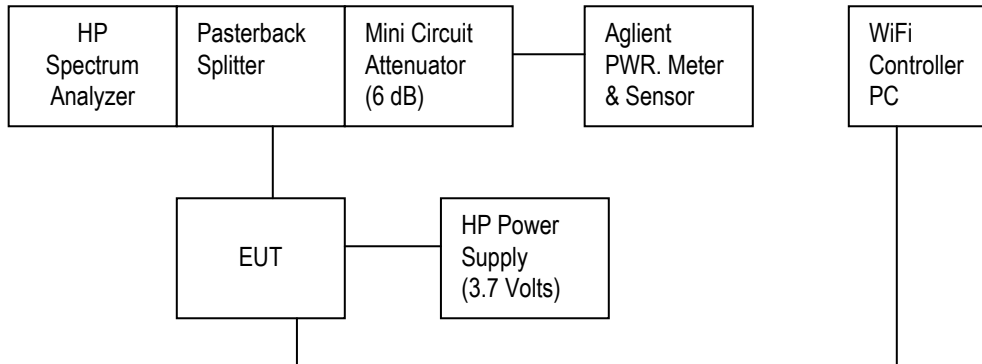 HP
Spectrum
Analyzer
Pasterback
Splitter
Mini Circuit
Attenuator
(6 dB)
Aglient
PWR. Meter
& Sensor
WiFi
Controller
PC
EUT
HP Power
Supply
(3.7 Volts)